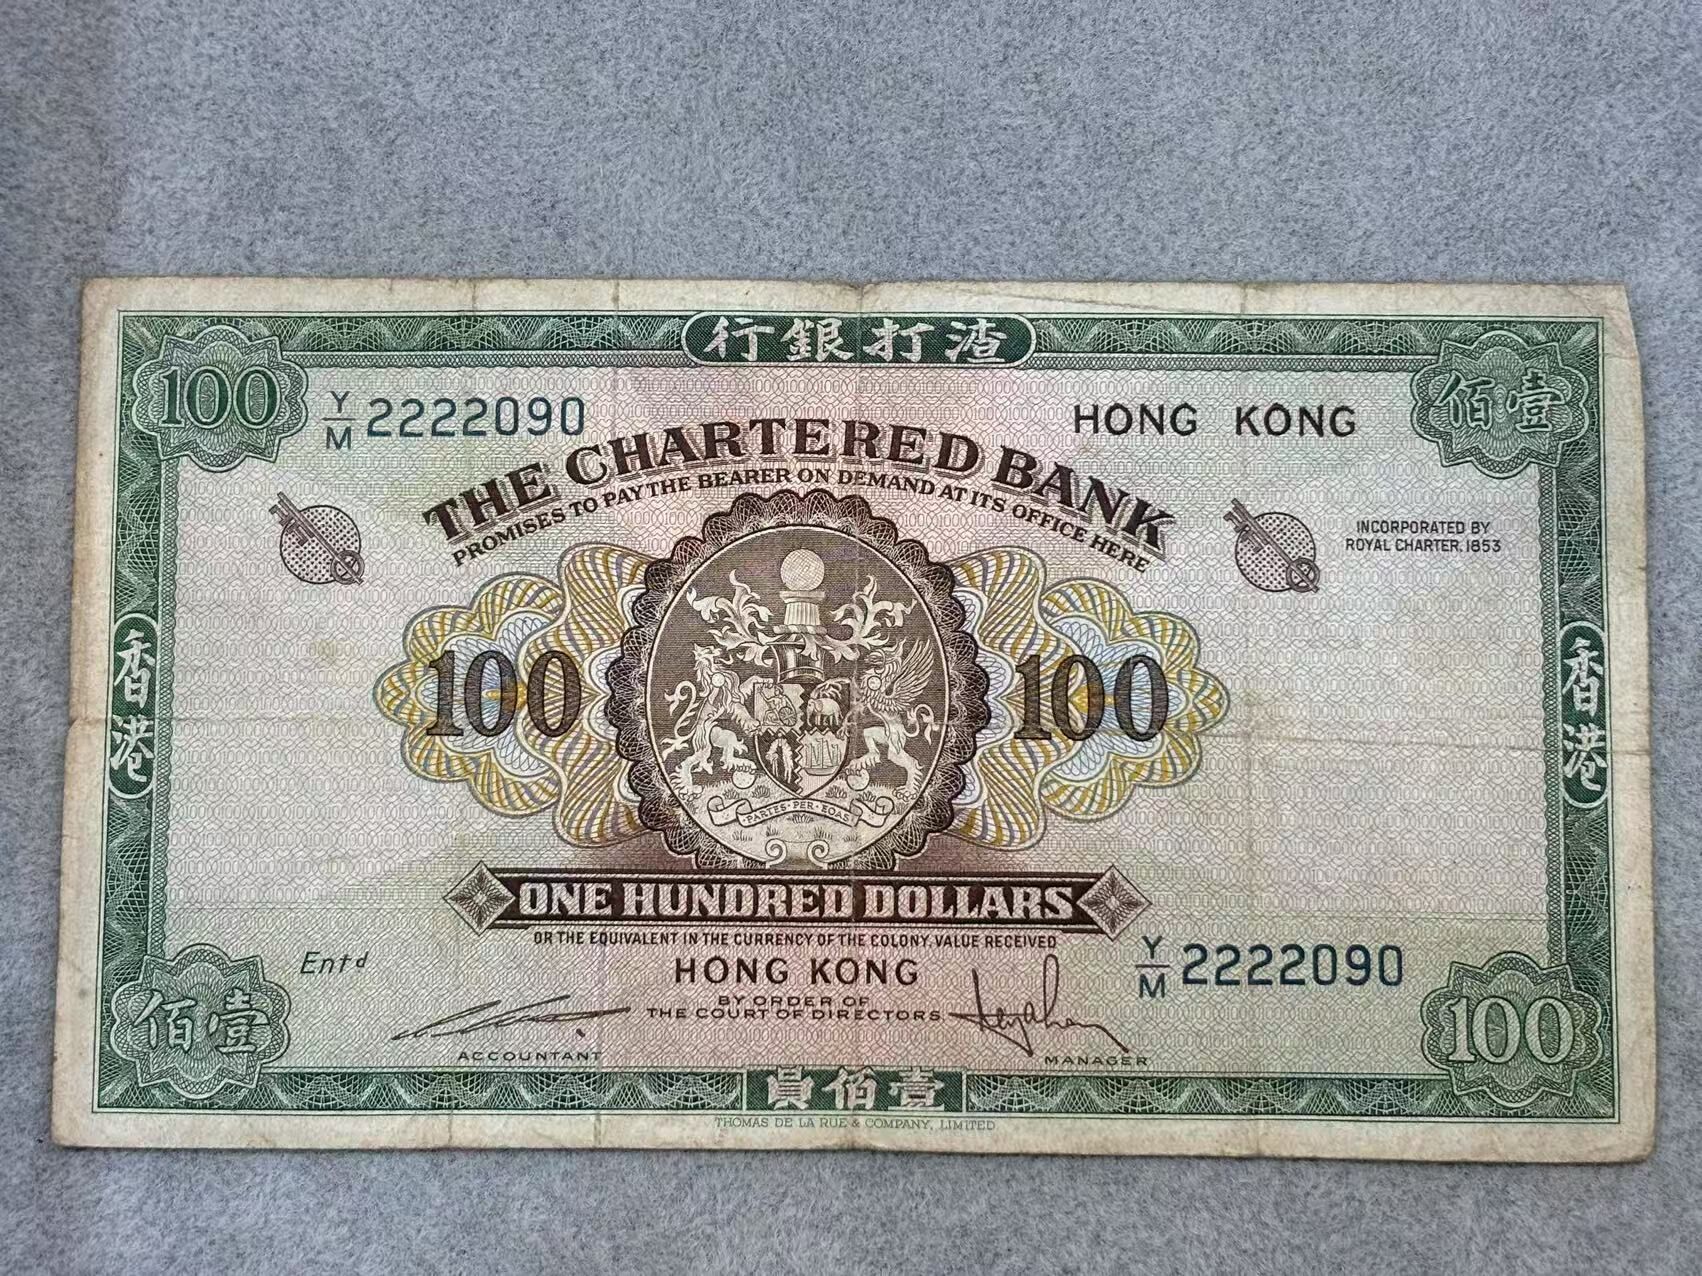 行銀打渣
100
Y/M 2222090
HONG KONG
佰壹
THE CHARTERED BANK
PROMISES TO PAY THE BEARER ON DEMAND AT ITS OFFICE HERE
INCORPORATED BY
ROYAL CHARTER, 1853
香港
100
100
香港
PARTES·PER·EOAS
ONE HUNDRED DOLLARS
OR THE EQUIVALENT IN THE CURRENCY OF THE COLONY, VALUE RECEIVED
Y/M 2222090
Entd
HONG KONG
BY ORDER OF
THE COURT OF DIRECTORS
佰壹
ACCOUNTANT
MANAGER
100
員佰壹
THOMAS DE LA RUE & COMPANY, LIMITED